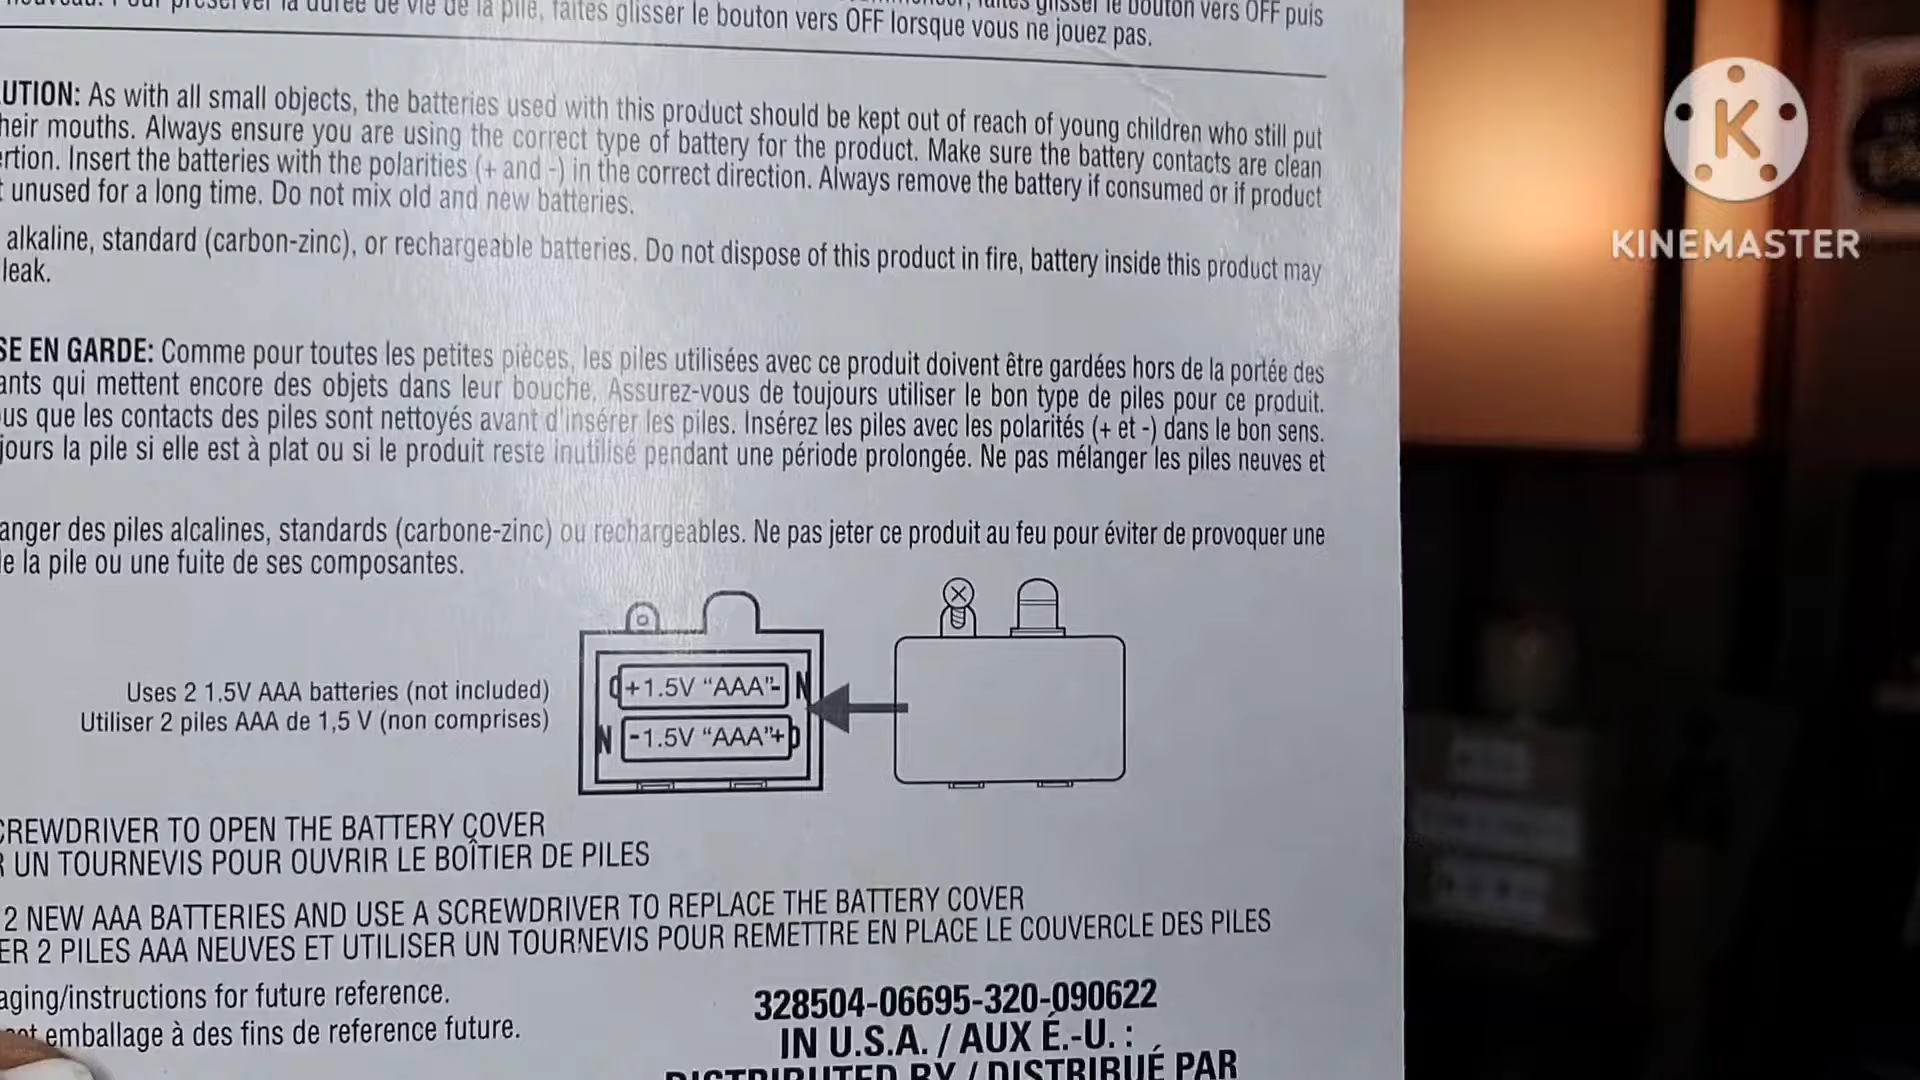 nouveau. Pour préserver la durée de vie de la pile, faites glisser le bouton vers OFF lorsque vous ne jouez pas.
faites glisser le bouton vers OFF puis
UTION: As with all small objects, the batteries used with this product should be kept out of reach of young children who still put
heir mouths. Always ensure you are using the correct type of battery for the product. Make sure the battery contacts are clean
rtion. Insert the batteries with the polarities (+ and -) in the correct direction. Always remove the battery if consumed or if product
t unused for a long time. Do not mix old and new batteries.
alkaline, standard (carbon-zinc), or rechargeable batteries. Do not dispose of this product in fire, battery inside this product may
leak.
SE EN GARDE: Comme pour toutes les petites pièces, les piles utilisées avec ce produit doivent être gardées hors de la portée des
ants qui mettent encore des objets dans leur bouche. Assurez-vous de toujours utiliser le bon type de piles pour ce produit.
us que les contacts des piles sont nettoyés avant d'insérer les piles. Insérez les piles avec les polarités (+ et -) dans le bon sens.
jours la pile si elle est à plat ou si le produit reste inutilisé pendant une période prolongée. Ne pas mélanger les piles neuves et
anger des piles alcalines, standards (carbone-zinc) ou rechargeables. Ne pas jeter ce produit au feu pour éviter de provoquer une
e la pile ou une fuite de ses composantes.
Uses 2 1.5V AAA batteries (not included)
Utiliser 2 piles AAA de 1,5 V (non comprises)
+1.5V “AAA”- N
N -1.5V “AAA”+
CREWDRIVER TO OPEN THE BATTERY COVER
R UN TOURNEVIS POUR OUVRIR LE BOÎTIER DE PILES
2 NEW AAA BATTERIES AND USE A SCREWDRIVER TO REPLACE THE BATTERY COVER
ER 2 PILES AAA NEUVES ET UTILISER UN TOURNEVIS POUR REMETTRE EN PLACE LE COUVERCLE DES PILES
aging/instructions for future reference.
et emballage à des fins de reference future.
328504-06695-320-090622
IN U.S.A. / AUX É.-U. :
DISTRIBUTED BY / DISTRIBUÉ PAR
K
KINEMASTER